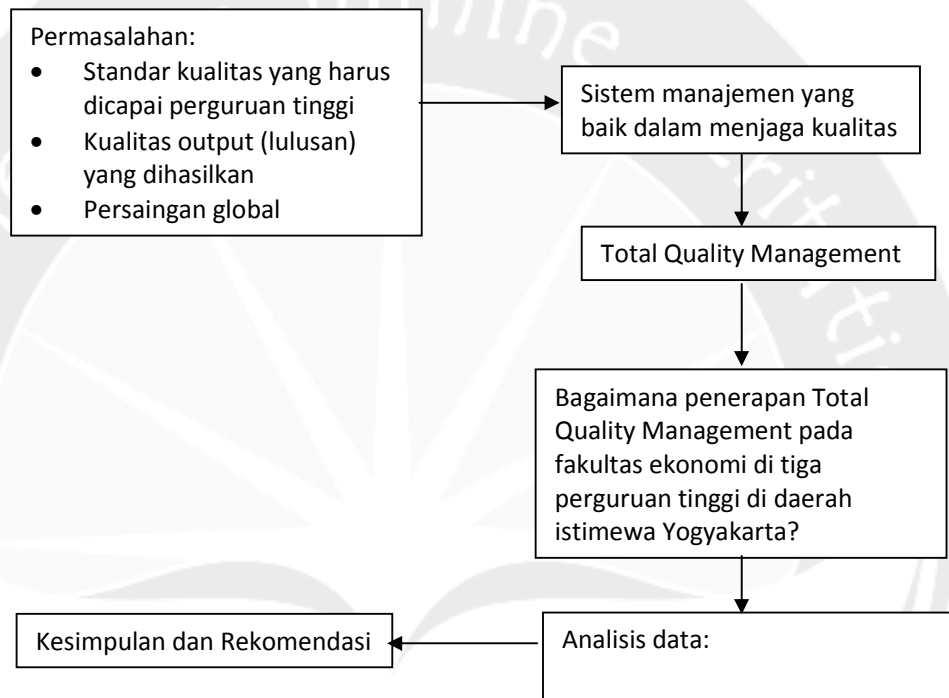 Permasalahan:
• Standar kualitas yang harus
dicapai perguruan tinggi
• Kualitas output (lulusan)
yang dihasilkan
• Persaingan global
Sistem manajemen yang
baik dalam menjaga kualitas
Total Quality Management
Bagaimana penerapan Total
Quality Management pada
fakultas ekonomi di tiga
perguruan tinggi di daerah
istimewa Yogyakarta?
Analisis data:
Kesimpulan dan Rekomendasi